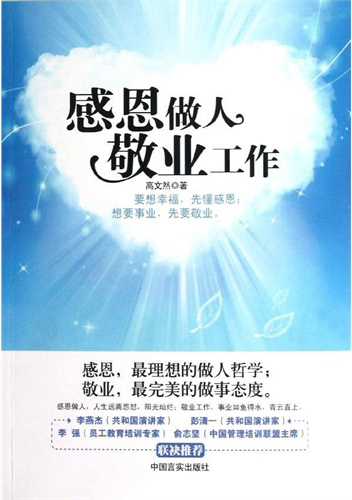 感恩做人
敬业工作
高文然◎著
要想幸福，先懂感恩；
想要事业，先要敬业。
感恩，最理想的做人哲学；
敬业，最完美的做事态度。
感恩做人，人生远离怨怼，阳光灿烂；敬业工作，事业如鱼得水，青云直上。
李燕杰（共和国演讲家） 彭清一（共和国演讲家）
李 强（员工教育培训专家） 俞志坚（中国管理培训联盟主席）
联袂推荐
中国言实出版社